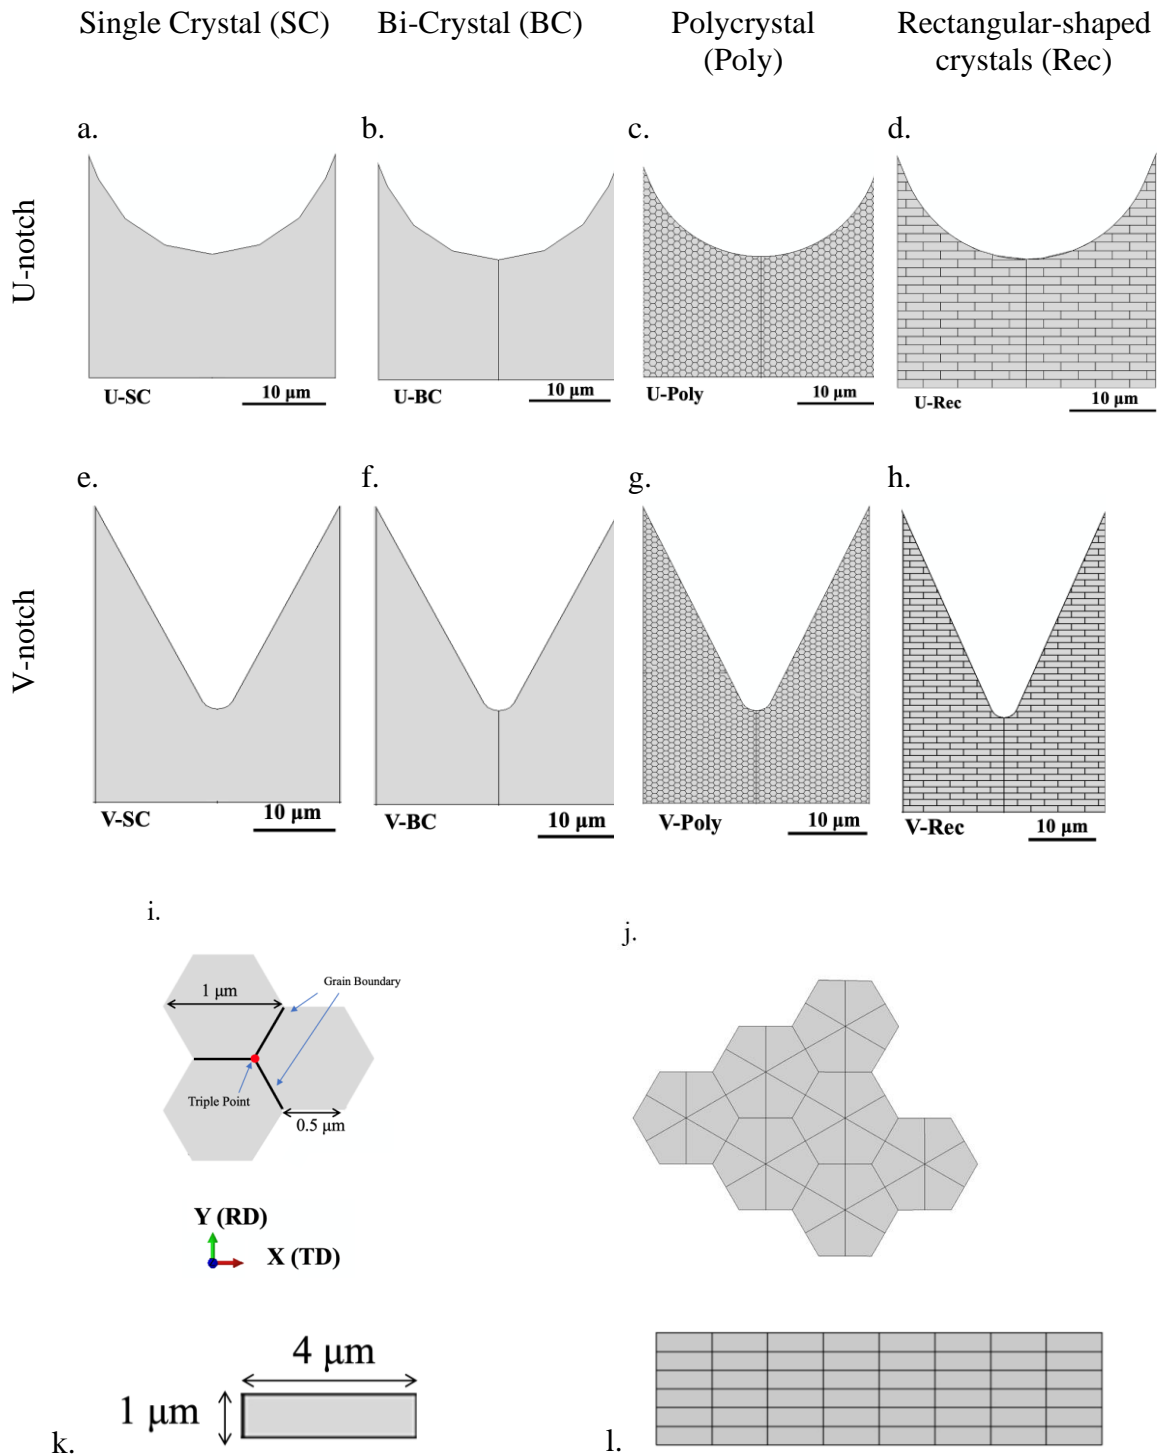 Single Crystal (SC)
Bi-Crystal (BC)
Polycrystal
(Poly)
Rectangular-shaped
crystals (Rec)
U-notch
a.
b.
c.
d.
U-SC
10 μm
U-BC
10 μm
U-Poly
10 μm
U-Rec
10 μm
V-notch
e.
f.
g.
h.
V-SC
10 μm
V-BC
10 μm
V-Poly
10 μm
V-Rec
10 μm
i.
1 μm
Grain Boundary
Triple Point
0.5 μm
j.
Y (RD)
X (TD)
4 μm
1 μm
k.
l.